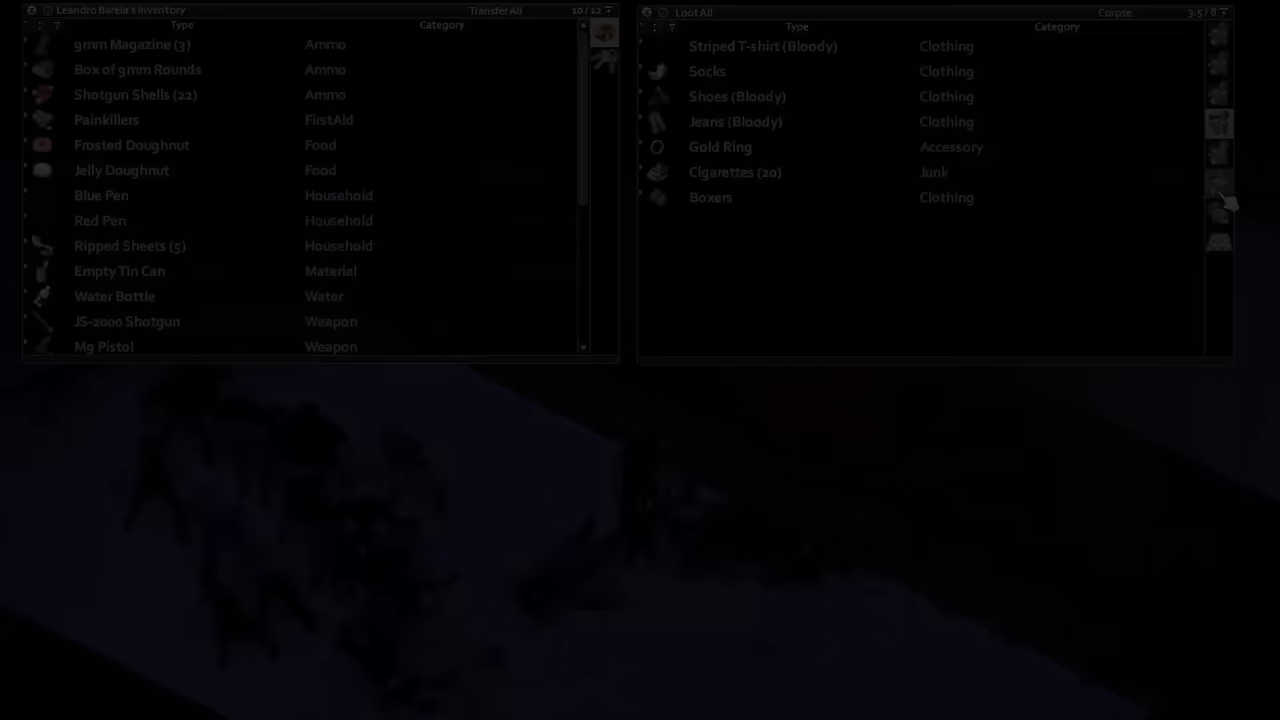 Leandro Barela's Inventory Transfer All 10 / 12
Type Category
9mm Magazine (3) Ammo
Box of 9mm Rounds Ammo
Shotgun Shells (22) Ammo
Painkillers FirstAid
Frosted Doughnut Food
Jelly Doughnut Food
Blue Pen Household
Red Pen Household
Ripped Sheets (5) Household
Empty Tin Can Material
Water Bottle Water
JS-2000 Shotgun Weapon
M9 Pistol Weapon
Loot All Corpse 3.5 / 8
Type Category
Striped T-shirt (Bloody) Clothing
Socks Clothing
Shoes (Bloody) Clothing
Jeans (Bloody) Clothing
Gold Ring Accessory
Cigarettes (20) Junk
Boxers Clothing